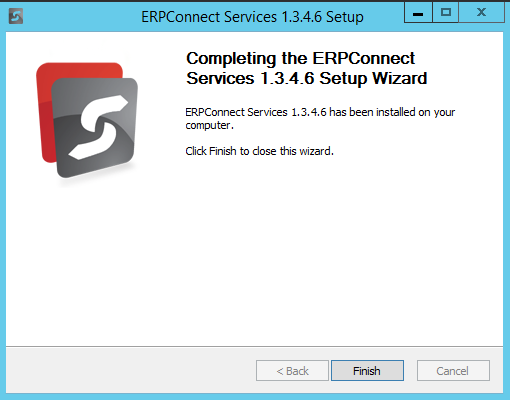 ERPConnect Services 1.3.4.6 Setup
Completing the ERPConnect
Services 1.3.4.6 Setup Wizard
ERPConnect Services 1.3.4.6 has been installed on your
computer.
Click Finish to close this wizard.
< Back
Finish
Cancel